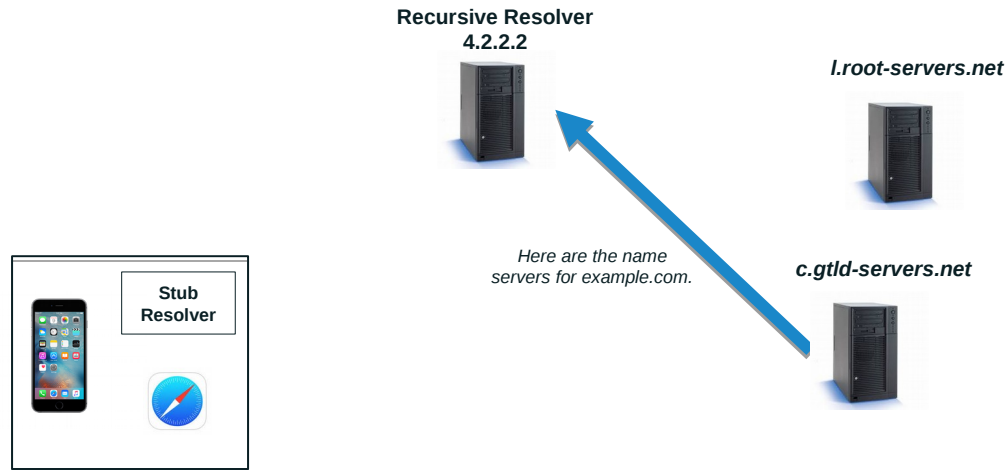 Recursive Resolver
4.2.2.2
l.root-servers.net
Here are the name
servers for example.com.
c.gtld-servers.net
Stub
Resolver